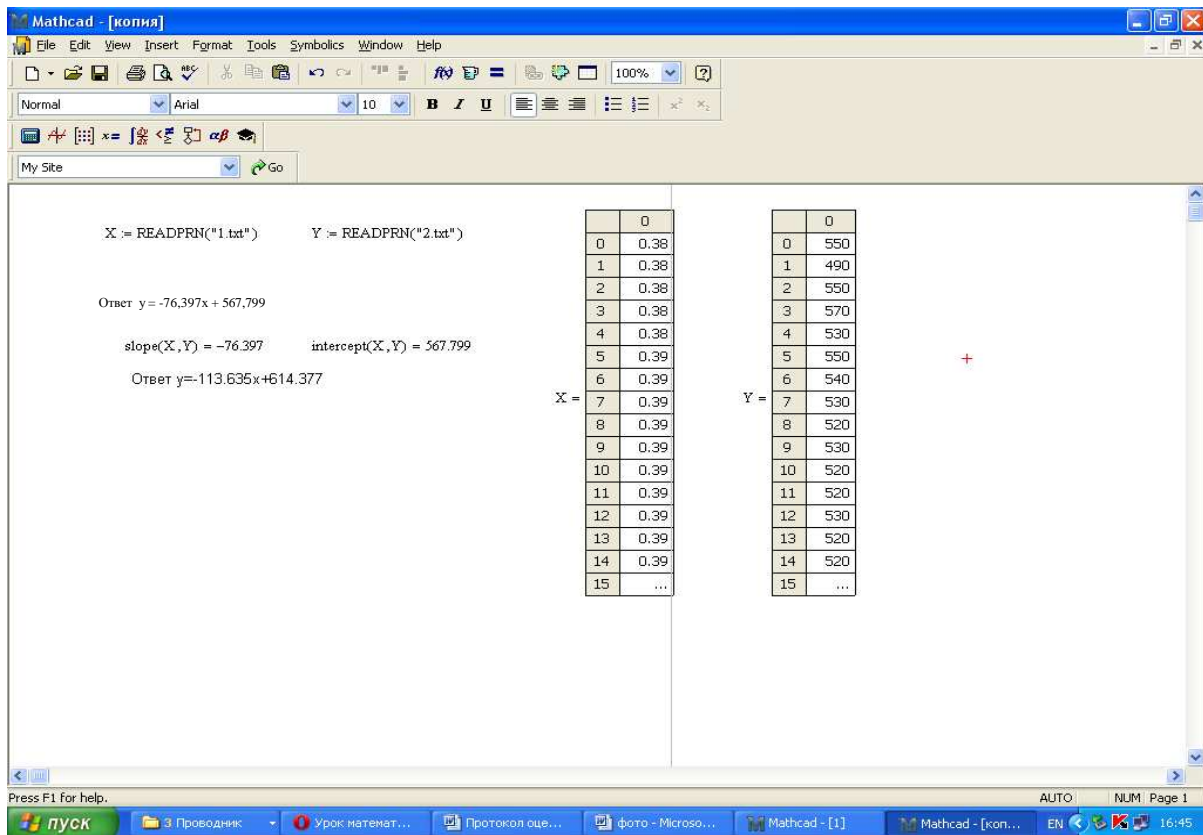 Mathcad - [копия]
File Edit View Insert Format Tools Symbolics Window Help
100%
Normal Arial 10 B I U
My Site Go
X := READPRN("1.txt") Y := READPRN("2.txt")
Ответ y = -76,397x + 567,799
slope(X,Y) = −76.397 intercept(X,Y) = 567.799
Ответ y=-113.635x+614.377
X =
0
0 0.38
1 0.38
2 0.38
3 0.38
4 0.38
5 0.39
6 0.39
7 0.39
8 0.39
9 0.39
10 0.39
11 0.39
12 0.39
13 0.39
14 0.39
15 ...
Y =
0
0 550
1 490
2 550
3 570
4 530
5 550
6 540
7 530
8 520
9 530
10 520
11 520
12 530
13 520
14 520
15 ...
Press F1 for help. AUTO NUM Page 1
пуск 3 Проводник Урок математ... Протокол оце... фото - Microso... Mathcad - [1] Mathcad - [коп... EN 16:45